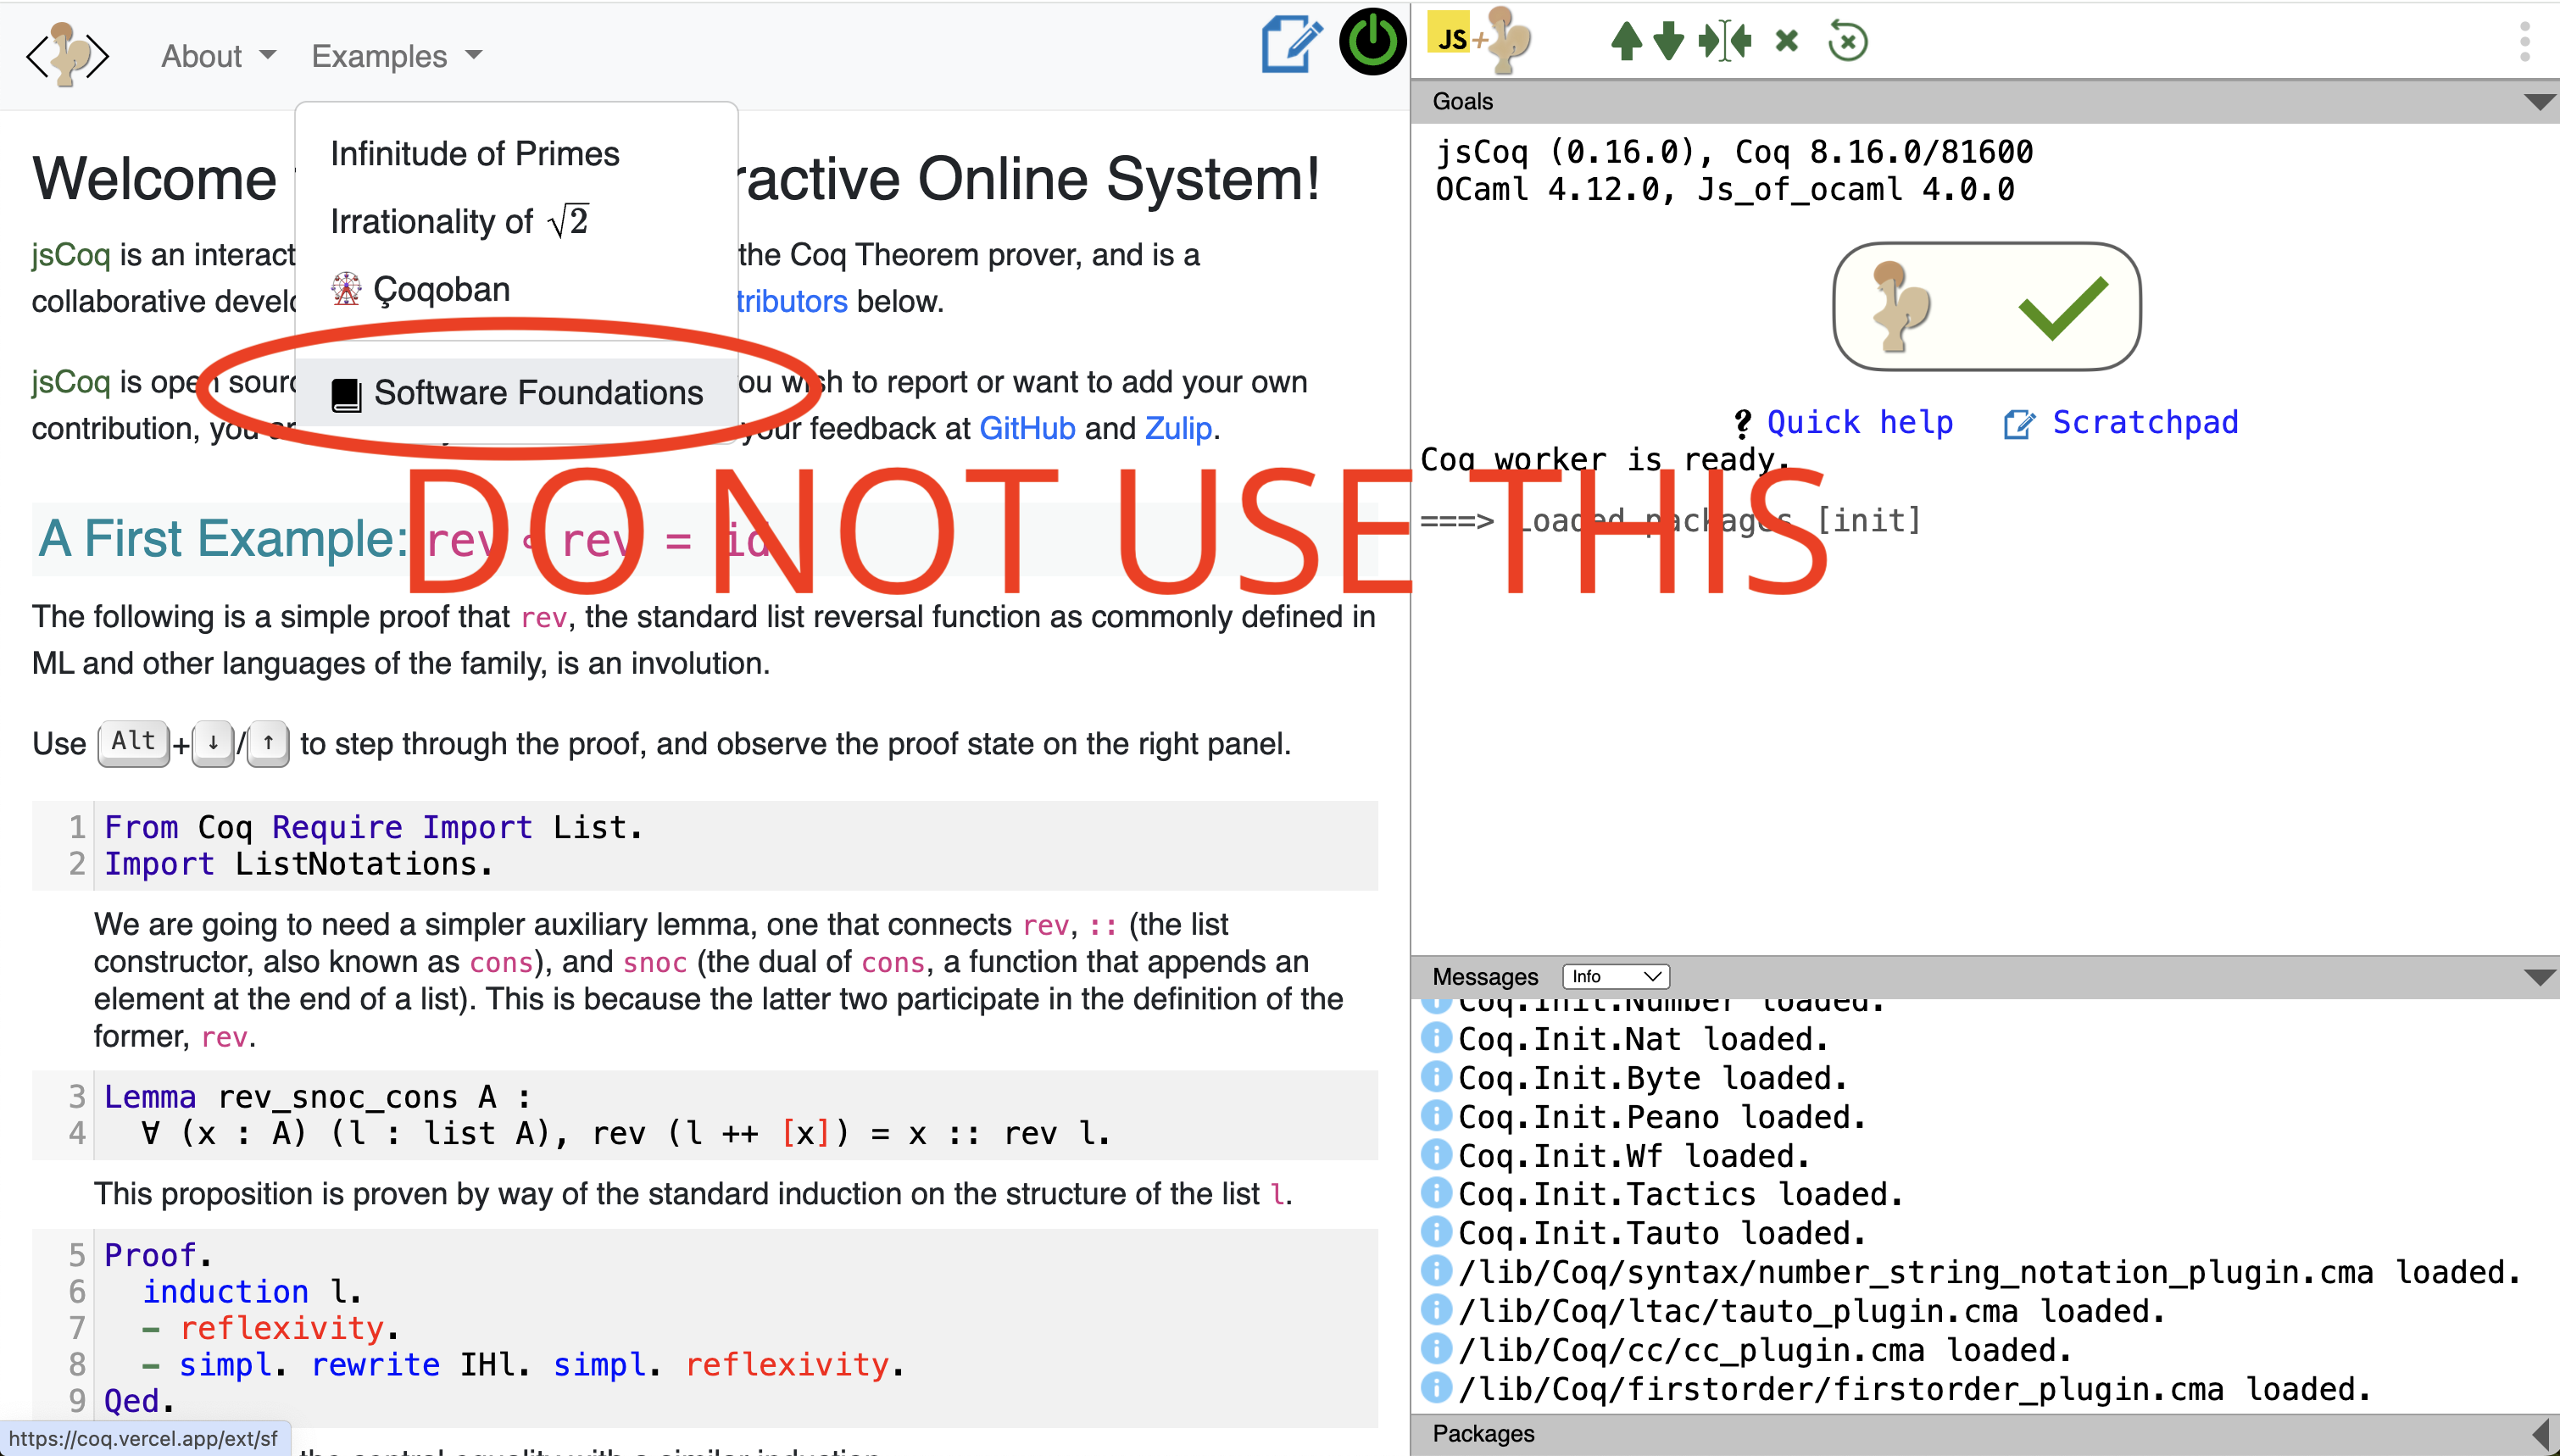 About Examples
Infinitude of Primes
Irrationality of √2
Çoqoban
Software Foundations
Welcome ractive Online System!
jsCoq is an interact the Coq Theorem prover, and is a
collaborative develo tributors below.
jsCoq is open sourc ou wish to report or want to add your own
contribution, you your feedback at GitHub and Zulip.
DO NOT USE THIS
A First Example: rev ∘ rev = id
The following is a simple proof that rev, the standard list reversal function as commonly defined in
ML and other languages of the family, is an involution.
Use Alt+↓/↑ to step through the proof, and observe the proof state on the right panel.
1 From Coq Require Import List.
2 Import ListNotations.
We are going to need a simpler auxiliary lemma, one that connects rev, :: (the list
constructor, also known as cons), and snoc (the dual of cons, a function that appends an
element at the end of a list). This is because the latter two participate in the definition of the
former, rev.
3 Lemma rev_snoc_cons A :
4 ∀ (x : A) (l : list A), rev (l ++ [x]) = x :: rev l.
This proposition is proven by way of the standard induction on the structure of the list l.
5 Proof.
6 induction l.
7 - reflexivity.
8 - simpl. rewrite IHl. simpl. reflexivity.
9 Qed.
https://coq.vercel.app/ext/sf
JS+
Goals
jsCoq (0.16.0), Coq 8.16.0/81600
OCaml 4.12.0, Js_of_ocaml 4.0.0
? Quick help Scratchpad
Coq worker is ready.
===> Loaded packages [init]
Messages Info
Coq.Init.Number loaded.
Coq.Init.Nat loaded.
Coq.Init.Byte loaded.
Coq.Init.Peano loaded.
Coq.Init.Wf loaded.
Coq.Init.Tactics loaded.
Coq.Init.Tauto loaded.
/lib/Coq/syntax/number_string_notation_plugin.cma loaded.
/lib/Coq/ltac/tauto_plugin.cma loaded.
/lib/Coq/cc/cc_plugin.cma loaded.
/lib/Coq/firstorder/firstorder_plugin.cma loaded.
Packages